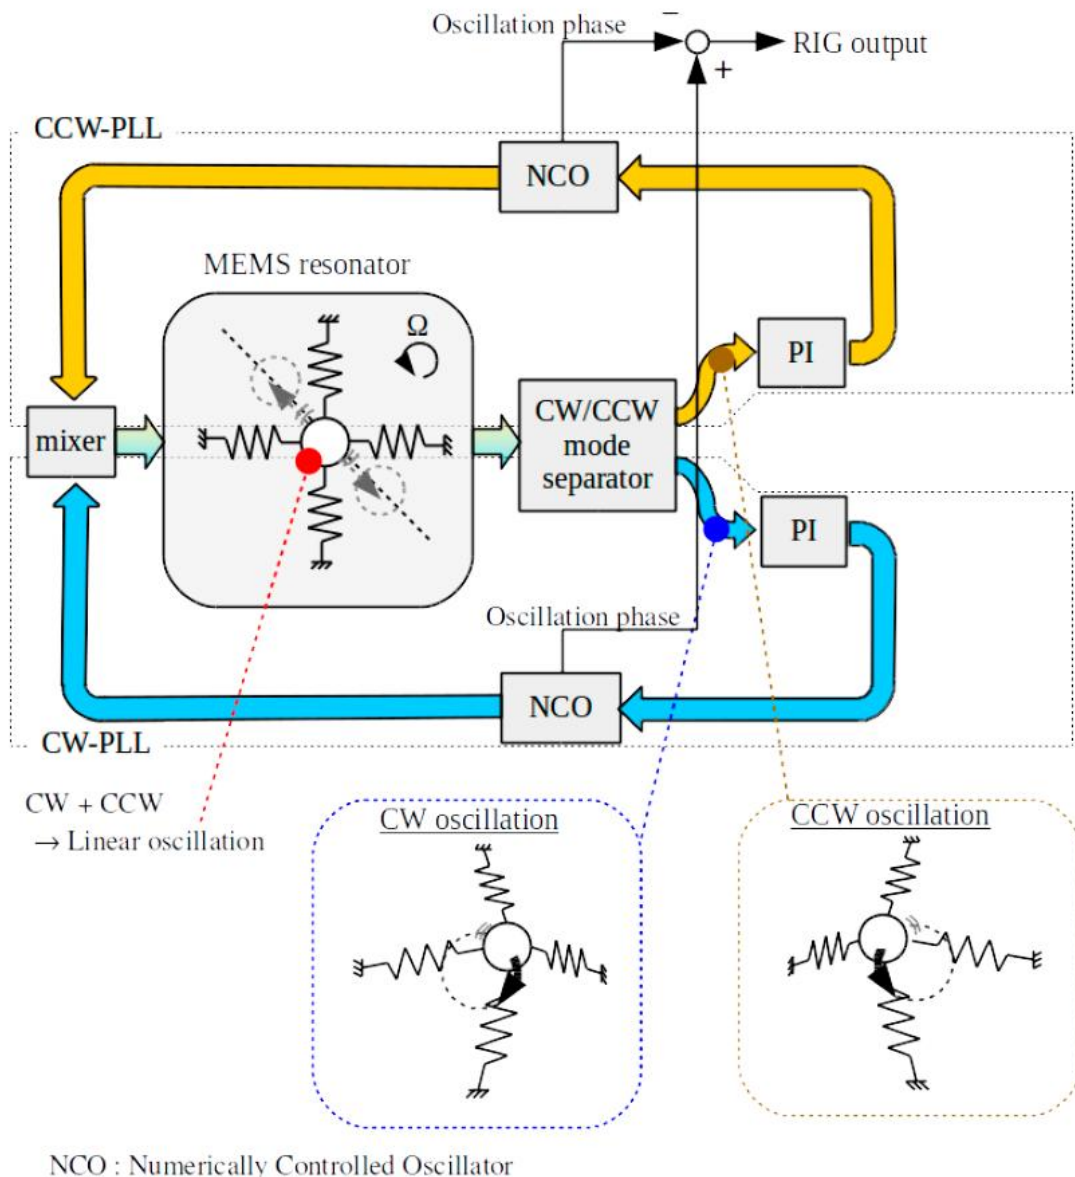 Oscillation phase
−
RIG output
+
CCW-PLL
NCO
MEMS resonator
Ω
PI
mixer
CW/CCW
mode
separator
PI
Oscillation phase
NCO
CW-PLL
CW + CCW
→ Linear oscillation
CW oscillation
CCW oscillation
NCO : Numerically Controlled Oscillator